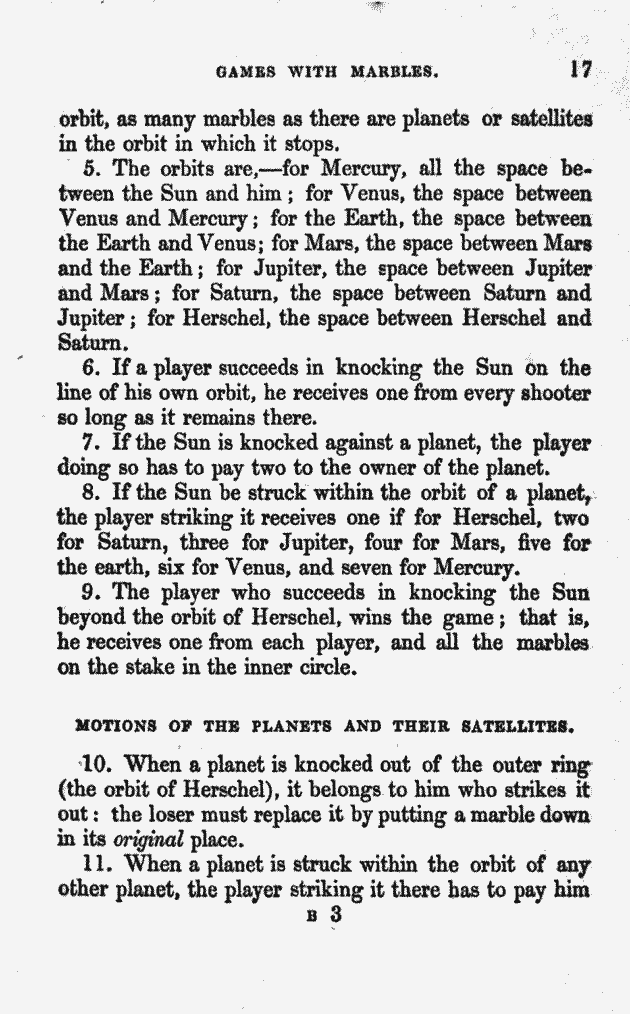 GAMES WITH MARBLES. 17
orbit, as many marbles as there are planets or satellites
in the orbit in which it stops.
5. The orbits are,—for Mercury, all the space be-
tween the Sun and him; for Venus, the space between
Venus and Mercury; for the Earth, the space between
the Earth and Venus; for Mars, the space between Mars
and the Earth; for Jupiter, the space between Jupiter
and Mars; for Saturn, the space between Saturn and
Jupiter; for Herschel, the space between Herschel and
Saturn.
6. If a player succeeds in knocking the Sun on the
line of his own orbit, he receives one from every shooter
so long as it remains there.
7. If the Sun is knocked against a planet, the player
doing so has to pay two to the owner of the planet.
8. If the Sun be struck within the orbit of a planet,
the player striking it receives one if for Herschel, two
for Saturn, three for Jupiter, four for Mars, five for
the earth, six for Venus, and seven for Mercury.
9. The player who succeeds in knocking the Sun
beyond the orbit of Herschel, wins the game; that is,
he receives one from each player, and all the marbles
on the stake in the inner circle.
MOTIONS OF THE PLANETS AND THEIR SATELLITES.
10. When a planet is knocked out of the outer ring
(the orbit of Herschel), it belongs to him who strikes it
out: the loser must replace it by putting a marble down
in its original place.
11. When a planet is struck within the orbit of any
other planet, the player striking it there has to pay him
B 3